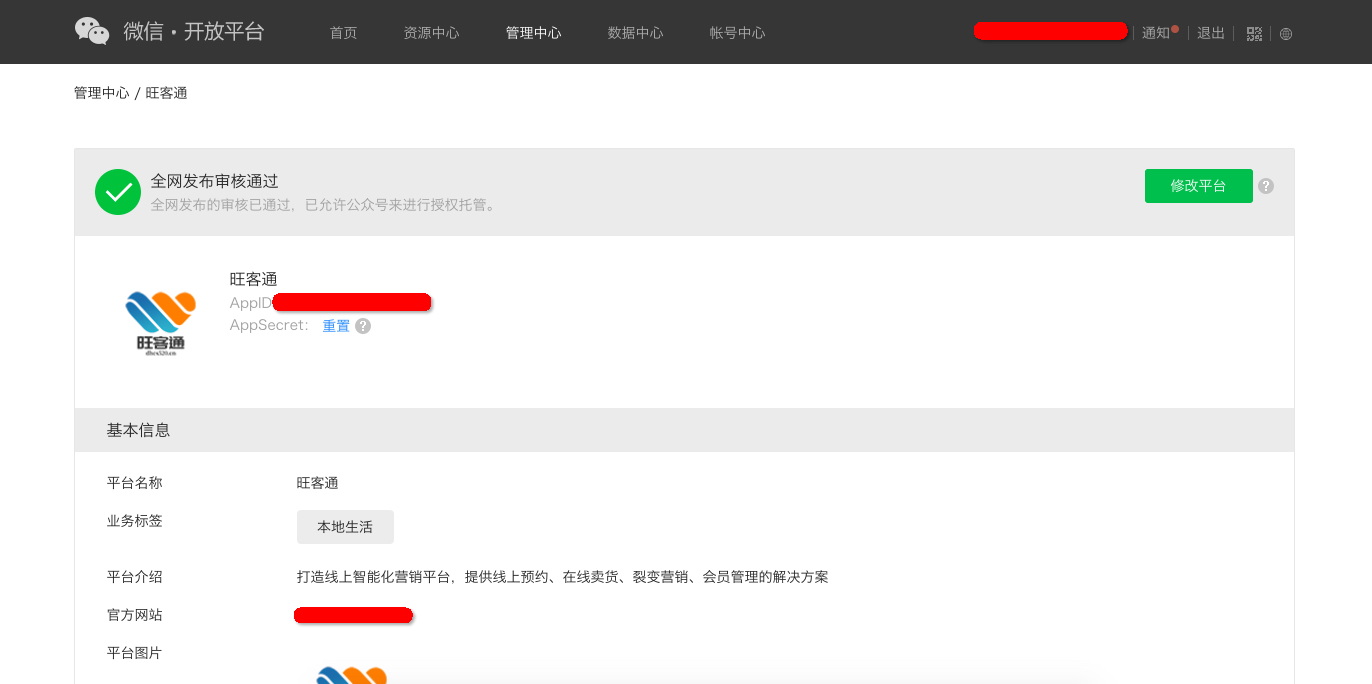 微信·开放平台 首页 资源中心 管理中心 数据中心 帐号中心 通知 退出
管理中心 / 旺客通
全网发布审核通过
全网发布的审核已通过，已允许公众号来进行授权托管。
修改平台 ?
旺客通
AppID
AppSecret： 重置 ?
旺客通
基本信息
平台名称 旺客通
业务标签 本地生活
平台介绍 打造线上智能化营销平台，提供线上预约、在线卖货、裂变营销、会员管理的解决方案
官方网站
平台图片